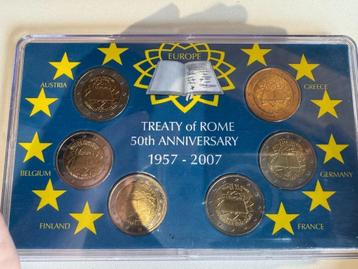 EUROPE
AUSTRIA
GREECE
TREATY of ROME
50th ANNIVERSARY
1957 - 2007
BELGIUM
GERMANY
FINLAND
FRANCE